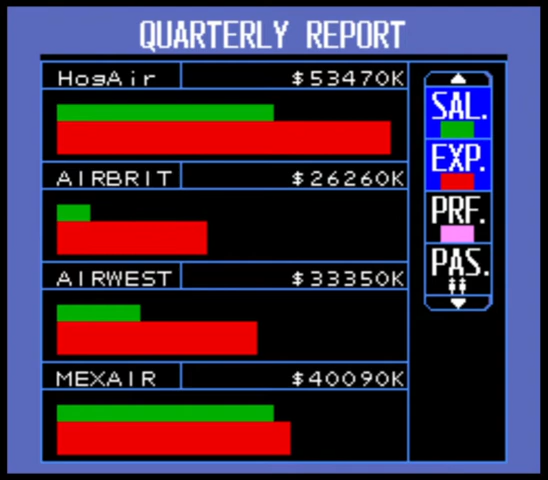 QUARTERLY REPORT
HogAir $53470K
SAL.
EXP.
AIRBRIT $26260K
PRF.
PAS.
AIRWEST $33350K
MEXAIR $40090K